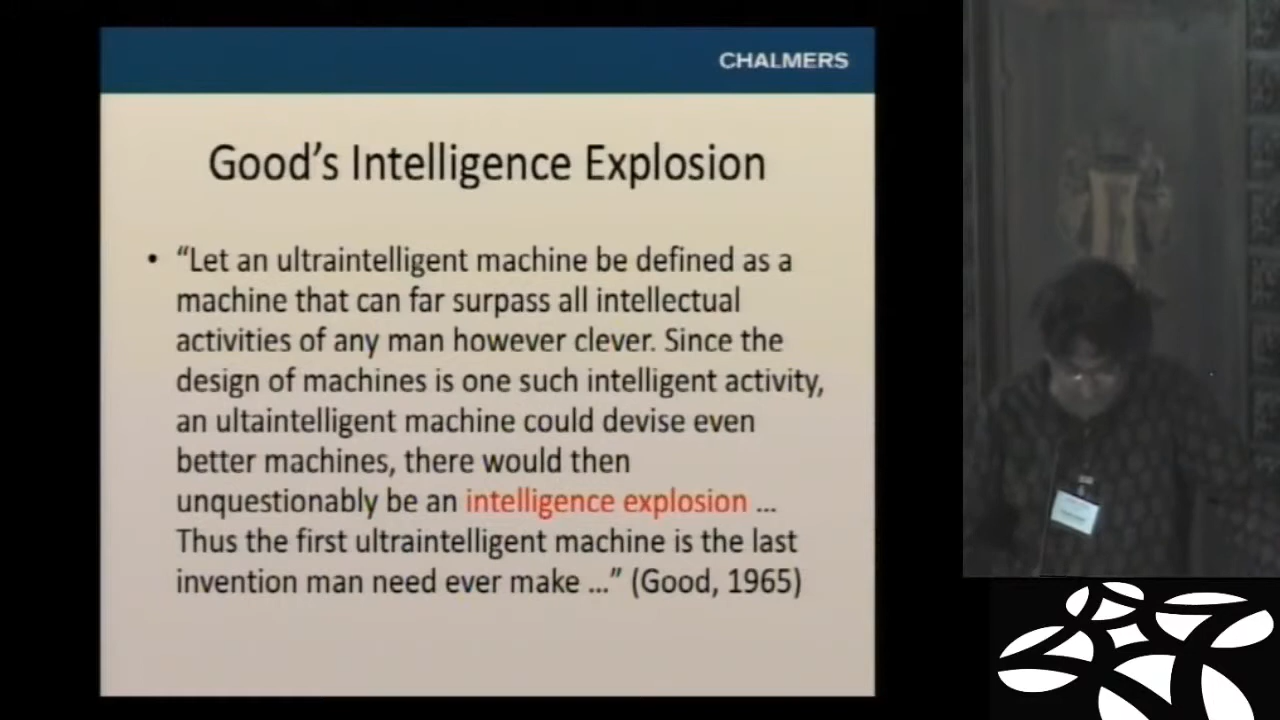 CHALMERS
Good's Intelligence Explosion
• “Let an ultraintelligent machine be defined as a
machine that can far surpass all intellectual
activities of any man however clever. Since the
design of machines is one such intelligent activity,
an ultaintelligent machine could devise even
better machines, there would then
unquestionably be an intelligence explosion ...
Thus the first ultraintelligent machine is the last
invention man need ever make ...” (Good, 1965)